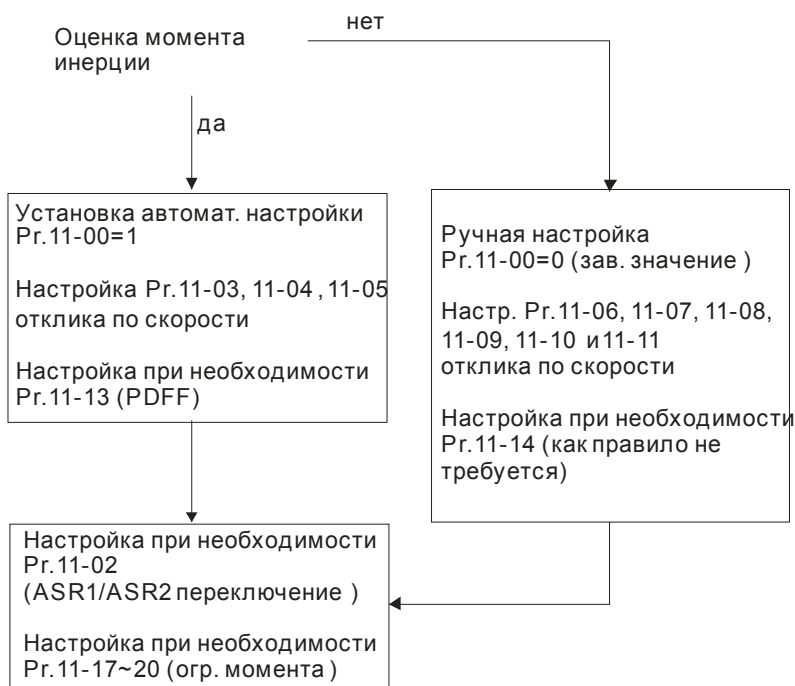 Оценка момента
инерции
нет
да
Установка автомат. настройки
Pr.11-00=1
Настройка Pr.11-03, 11-04 , 11-05
отклика по скорости
Настройка при необходимости
Pr.11-13 (PDFF)
Ручная настройка
Pr.11-00=0 (зав. значение )
Настр. Pr.11-06, 11-07, 11-08,
11-09, 11-10 и 11-11
отклика по скорости
Настройка при необходимости
Pr.11-14 (как правило не
требуется)
Настройка при необходимости
Pr.11-02
(ASR1/ASR2 переключение )
Настройка при необходимости
Pr.11-17~20 (огр. момента )